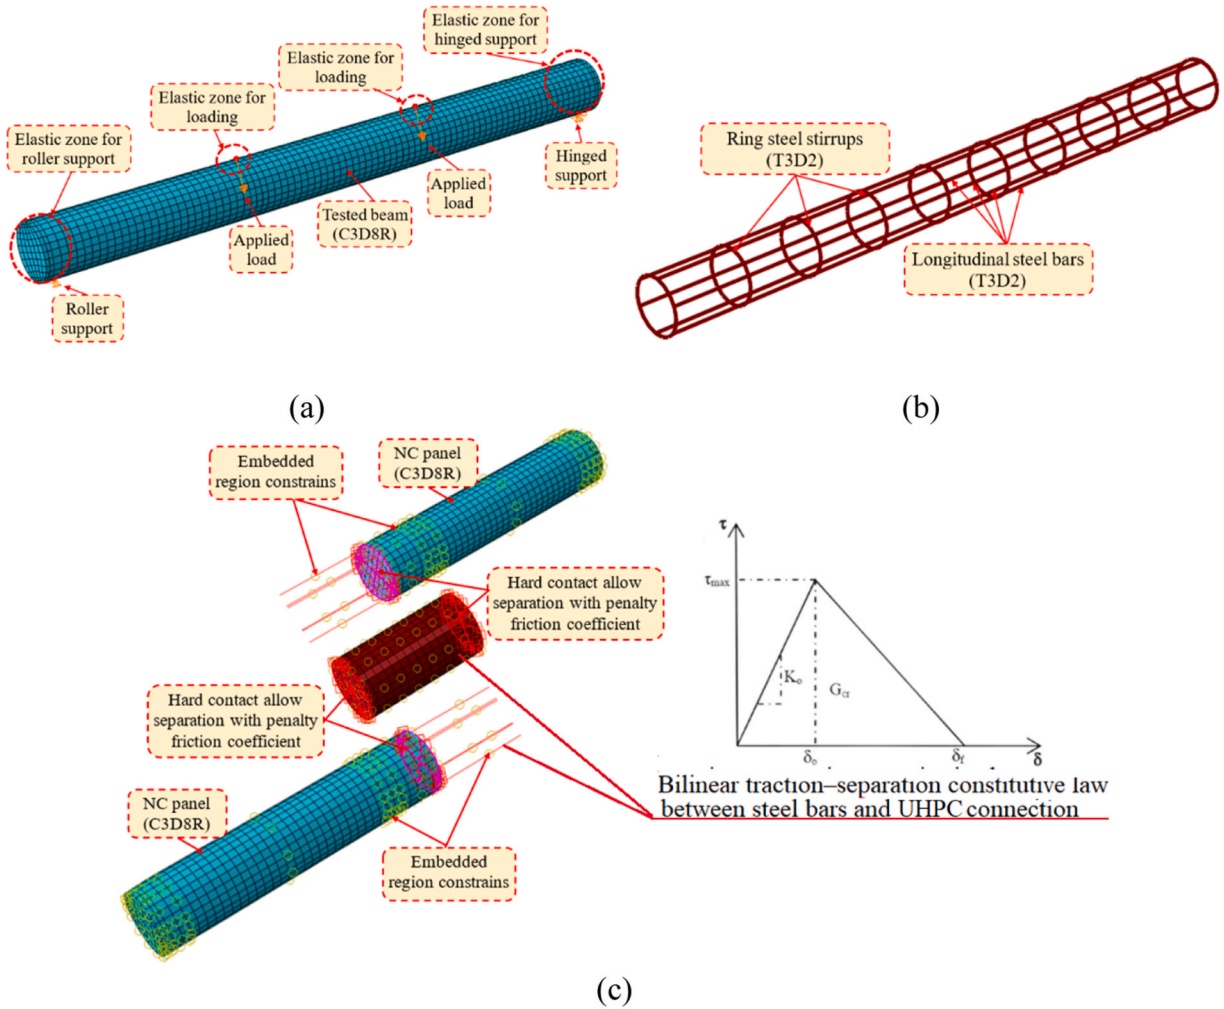 Elastic zone for
hinged support
Elastic zone for
loading
Elastic zone for
loading
Elastic zone for
roller support
Hinged
support
Applied
load
Tested beam
(C3D8R)
Applied
load
Roller
support
(a)
Ring steel stirrups
(T3D2)
Longitudinal steel bars
(T3D2)
(b)
Embedded
region constrains
NC panel
(C3D8R)
Hard contact allow
separation with penalty
friction coefficient
Hard contact allow
separation with penalty
friction coefficient
NC panel
(C3D8R)
Embedded
region constrains
τ
τmax
Ko
Gcr
δo
δf
δ
Bilinear traction–separation constitutive law
between steel bars and UHPC connection
(c)